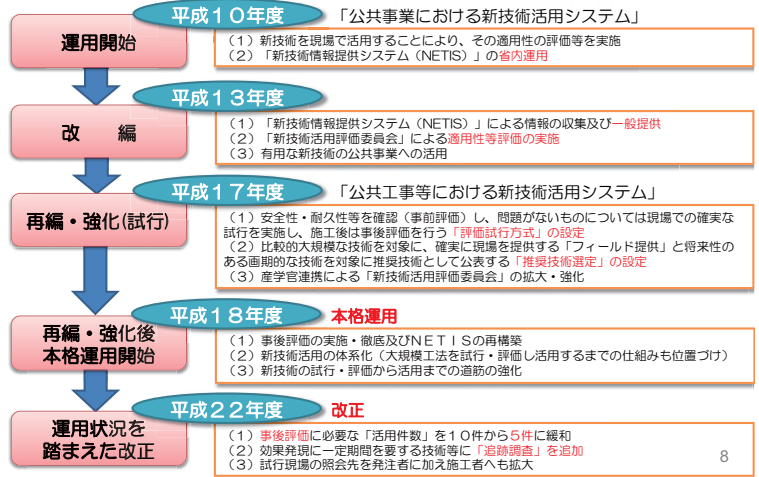 平成１０年度
「公共事業における新技術活用システム」
運用開始
（１）新技術を現場で活用することにより、その適用性の評価等を実施
（２）「新技術情報提供システム（NETIS）」の省内運用
平成１３年度
改　編
（１）「新技術情報提供システム（NETIS）」による情報の収集及び一般提供
（２）「新技術活用評価委員会」による適用性等評価の実施
（３）有用な新技術の公共事業への活用
平成１７年度
「公共工事等における新技術活用システム」
再編・強化(試行)
（１）安全性・耐久性等を確認（事前評価）し、問題がないものについては現場での確実な
試行を実施し、施工後は事後評価を行う「評価試行方式」の設定
（２）比較的大規模な技術を対象に、確実に現場を提供する「フィールド提供」と将来性の
ある画期的な技術を対象に推奨技術として公表する「推奨技術選定」の設定
（３）産学官連携による「新技術活用評価委員会」の拡大・強化
平成１８年度
本格運用
再編・強化後
本格運用開始
（１）事後評価の実施・徹底及びＮＥＴＩＳの再構築
（２）新技術活用の体系化（大規模工法を試行・評価し活用するまでの仕組みも位置づけ）
（３）新技術の試行・評価から活用までの道筋の強化
平成２２年度
改正
運用状況を
踏まえた改正
（１）事後評価に必要な「活用件数」を１０件から５件に緩和
（２）効果発現に一定期間を要する技術等に「追跡調査」を追加
（３）試行現場の照会先を発注者に加え施工者へも拡大
8